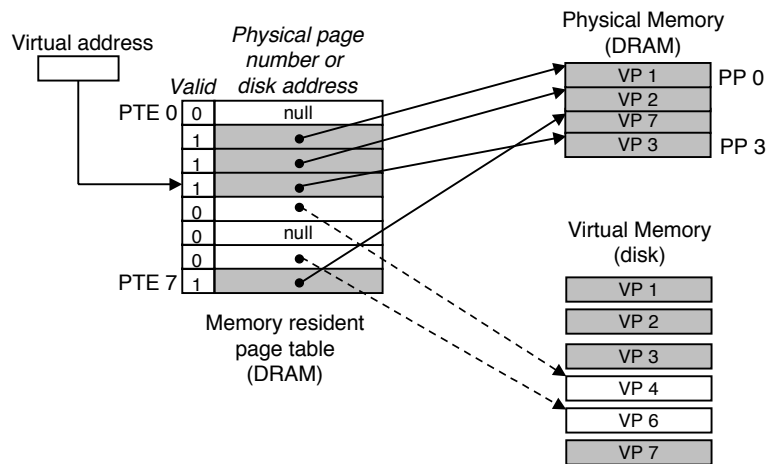 Virtual address
Physical page
number or
disk address
Valid
PTE 0
0
null
1
1
1
0
0
null
0
PTE 7
1
Memory resident
page table
(DRAM)
Physical Memory
(DRAM)
VP 1
PP 0
VP 2
VP 7
VP 3
PP 3
Virtual Memory
(disk)
VP 1
VP 2
VP 3
VP 4
VP 6
VP 7